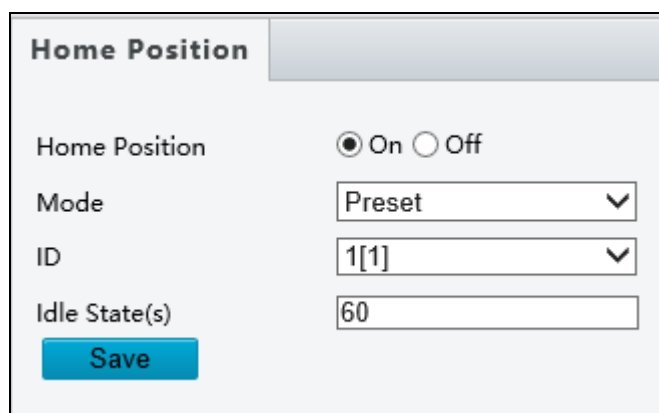 Home Position
Home Position On Off
Mode Preset
ID 1[1]
Idle State(s) 60
Save